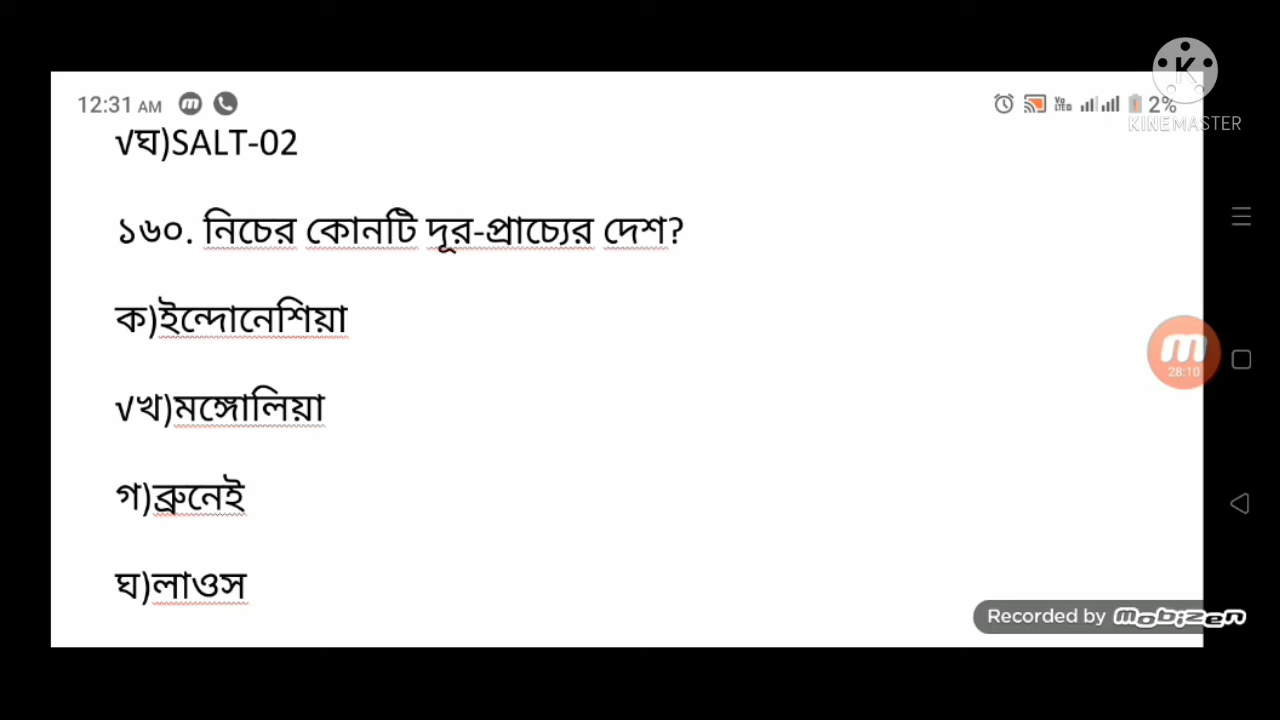 12:31 AM
2%
KINEMASTER
√ঘ)SALT-02
১৬০. নিচের কোনটি দূর-প্রাচ্যের দেশ?
ক)ইন্দোনেশিয়া
√খ)মঙ্গোলিয়া
28:10
গ)ব্রুনেই
ঘ)লাওস
Recorded by Mobizen